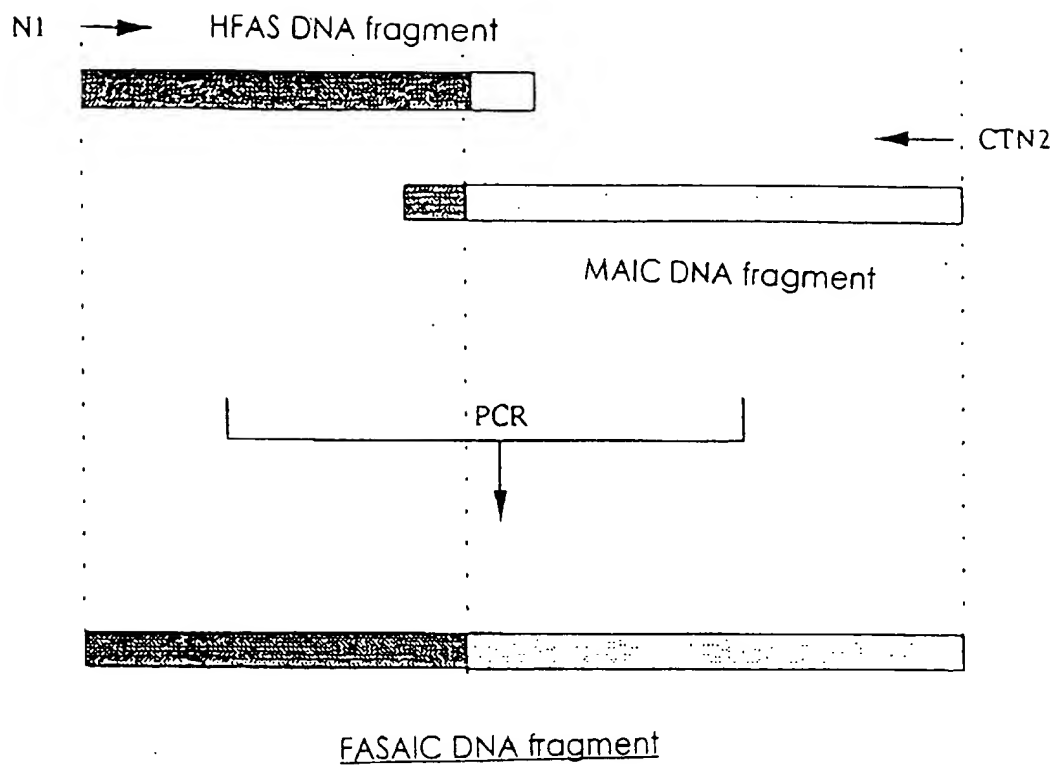 N1
HFAS DNA fragment
CTN2
MAIC DNA fragment
PCR
FASAIC DNA fragment